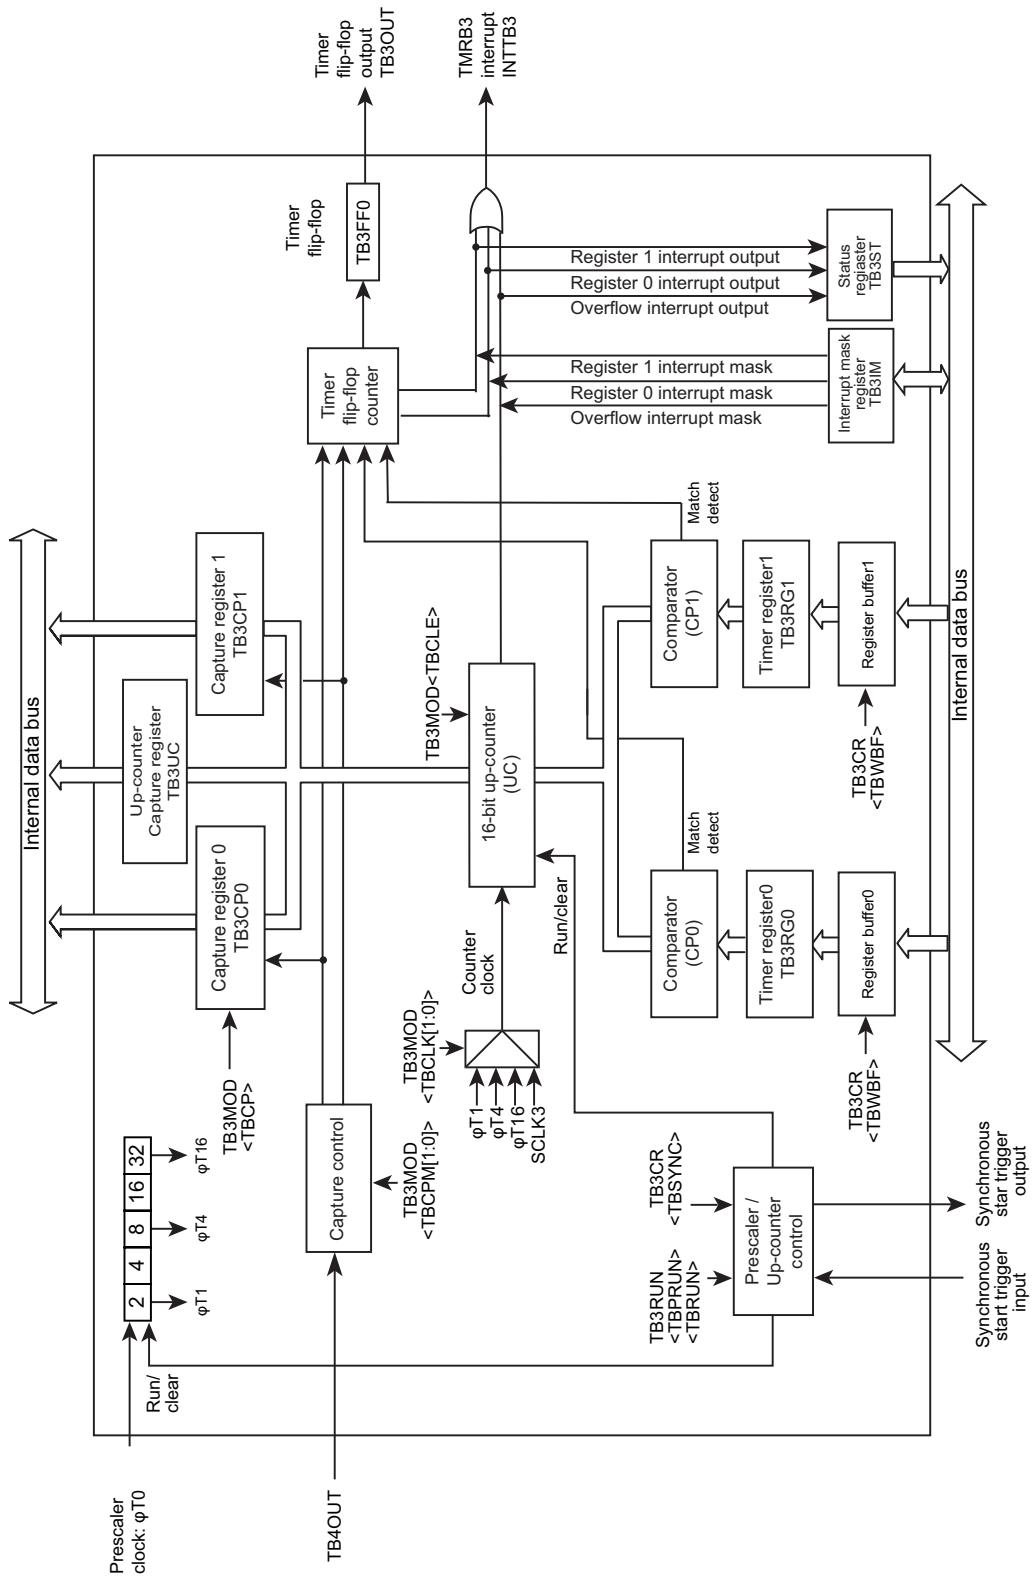 Internal data bus
Prescaler
clock: φT0
2
4
8
16
32
Run/
clear
φT1
φT4
φT16
TB3MOD
<TBCP>
Capture register 0
TB3CP0
Up-counter
Capture register
TB3UC
Capture register 1
TB3CP1
TB4OUT
Capture control
TB3MOD
<TBCPM[1:0]>
Timer
flip-flop
counter
Timer
flip-flop
TB3FF0
Timer
flip-flop
output
TB3OUT
TB3MOD
<TBCLK[1:0]>
φT1
φT4
φT16
SCLK3
Counter
clock
TB3MOD<TBCLE>
16-bit up-counter
(UC)
TMRB3
interrupt
INTTB3
Run/clear
Register 1 interrupt output
Register 0 interrupt output
Overflow interrupt output
Register 1 interrupt mask
Register 0 interrupt mask
Overflow interrupt mask
Status
regiaster
TB3ST
Interrupt mask
register
TB3IM
TB3RUN
<TBPRUN>
<TBRUN>
TB3CR
<TBSYNC>
Prescaler /
Up-counter
control
Match
detect
Match
detect
Comparator
(CP0)
Comparator
(CP1)
Timer register0
TB3RG0
Timer register1
TB3RG1
Register buffer0
Register buffer1
TB3CR
<TBWBF>
TB3CR
<TBWBF>
Internal data bus
Synchronous
start trigger
input
Synchronous
star trigger
output